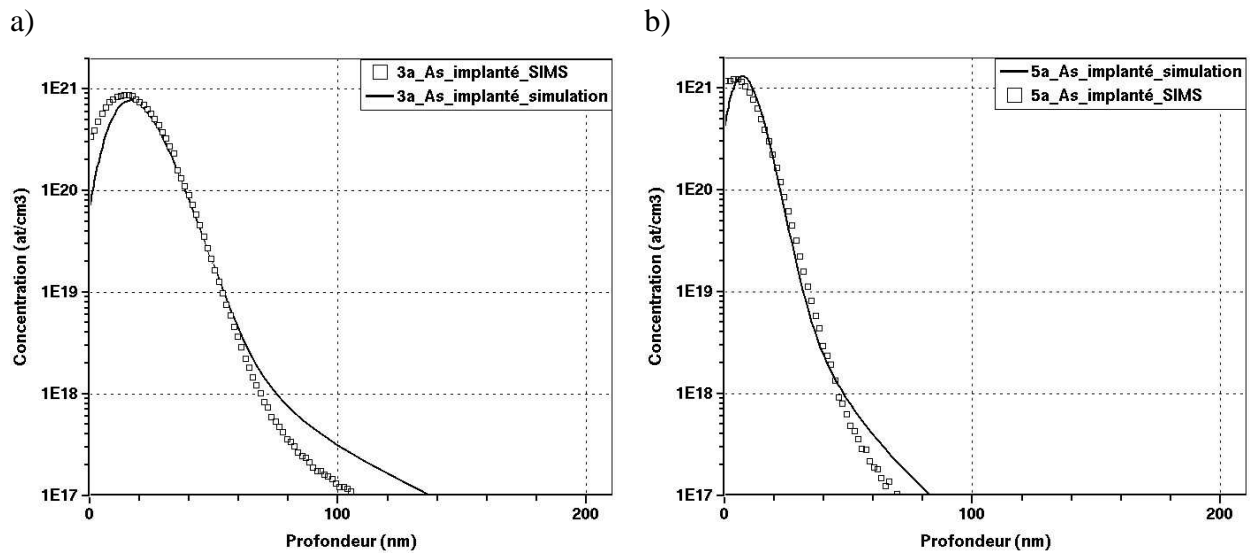 a)
3a_As_implanté_SIMS
3a_As_implanté_simulation
1E21
1E20
1E19
1E18
1E17
Concentration (at/cm3)
0
100
200
Profondeur (nm)
b)
5a_As_implanté_simulation
5a_As_implanté_SIMS
1E21
1E20
1E19
1E18
1E17
Concentration (at/cm3)
0
100
200
Profondeur (nm)